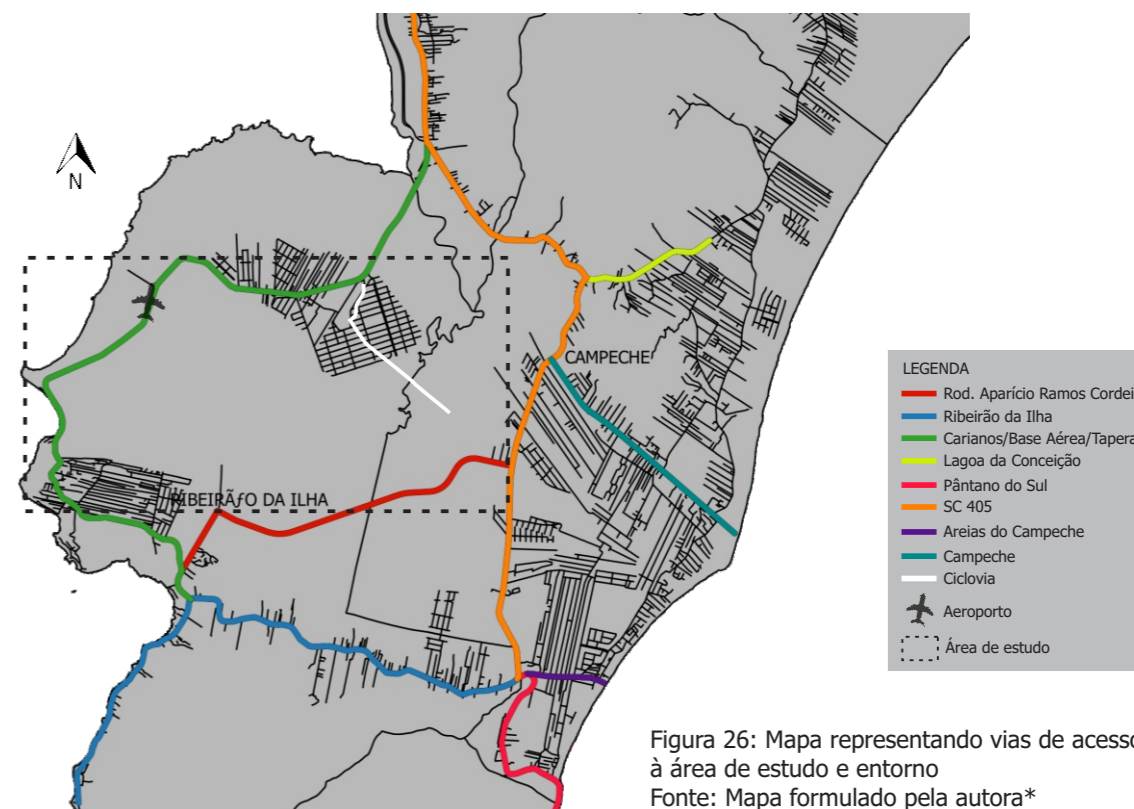 N
CAMPECHE
RIBEIRÃƒO DA ILHA
LEGENDA
Rod. Aparício Ramos Cordei
Ribeirão da Ilha
Carianos/Base Aérea/Tapera
Lagoa da Conceição
Pântano do Sul
SC 405
Areias do Campeche
Campeche
Ciclovia
Aeroporto
Área de estudo
Figura 26: Mapa representando vias de acesso
à área de estudo e entorno
Fonte: Mapa formulado pela autora*